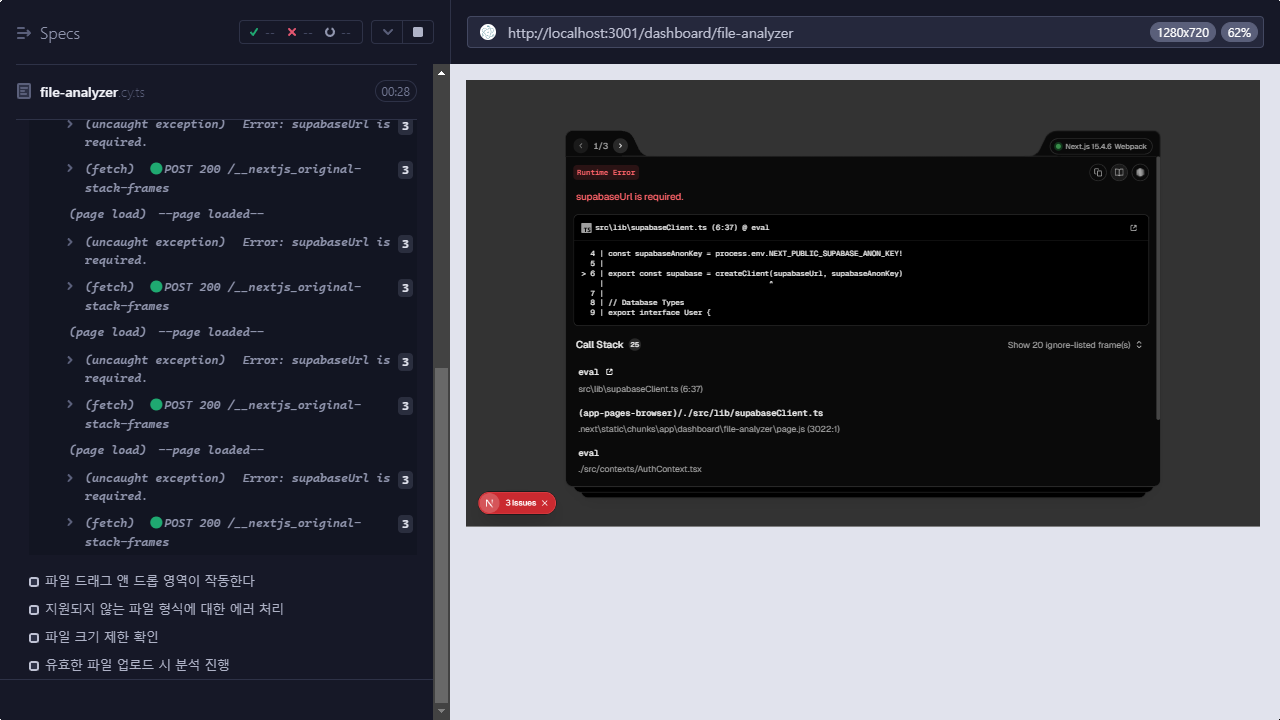 Specs
--
--
--
file-analyzer.cy.ts
00:28
(uncaught exception) Error: supabaseUrl is
required.
3
(fetch) POST 200 /__nextjs_original-
stack-frames
3
(page load) --page loaded--
(uncaught exception) Error: supabaseUrl is
required.
3
(fetch) POST 200 /__nextjs_original-
stack-frames
3
(page load) --page loaded--
(uncaught exception) Error: supabaseUrl is
required.
3
(fetch) POST 200 /__nextjs_original-
stack-frames
3
(page load) --page loaded--
(uncaught exception) Error: supabaseUrl is
required.
3
(fetch) POST 200 /__nextjs_original-
stack-frames
3
파일 드래그 앤 드롭 영역이 작동한다
지원되지 않는 파일 형식에 대한 에러 처리
파일 크기 제한 확인
유효한 파일 업로드 시 분석 진행
http://localhost:3001/dashboard/file-analyzer
1280x720
62%
1/3
Next.js 15.4.6 Webpack
Runtime Error
supabaseUrl is required.
TS
src\lib\supabaseClient.ts (6:37) @ eval
4 | const supabaseAnonKey = process.env.NEXT_PUBLIC_SUPABASE_ANON_KEY!
5 |
> 6 | export const supabase = createClient(supabaseUrl, supabaseAnonKey)
| ^
7 |
8 | // Database Types
9 | export interface User {
Call Stack 25
Show 20 ignore-listed frame(s)
eval
src\lib\supabaseClient.ts (6:37)
(app-pages-browser)/./src/lib/supabaseClient.ts
.next\static\chunks\app\dashboard\file-analyzer\page.js (3022:1)
eval
./src/contexts/AuthContext.tsx
N
3 Issues